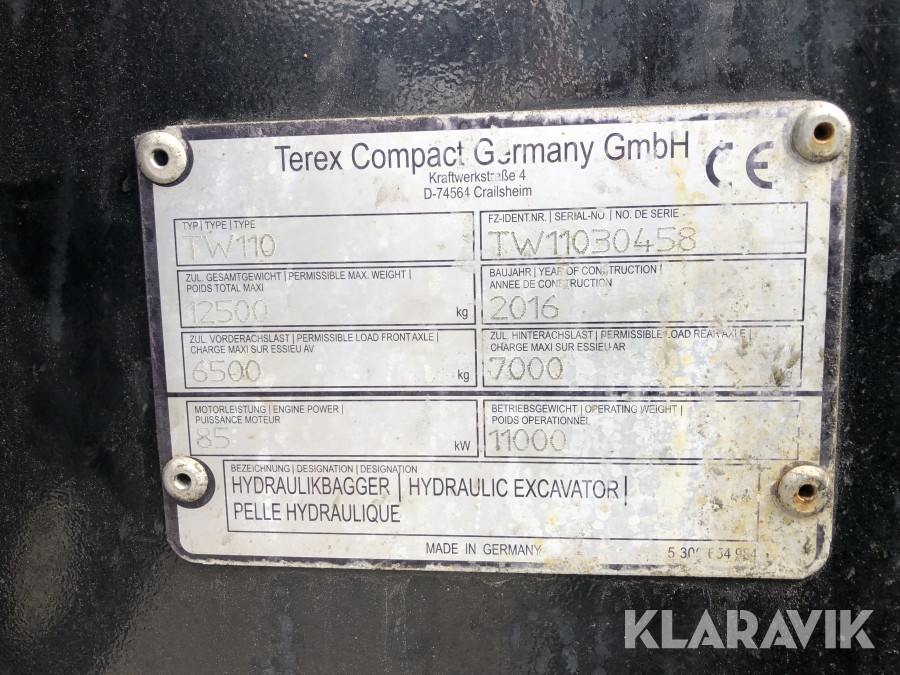 Terex Compact Germany GmbH
Kraftwerkstraße 4
D-74564 Crailsheim
CE
TYP | TYPE | TYPE
TW110
FZ-IDENT.NR. | SERIAL-NO. | NO. DE SERIE
TW11030458
ZUL. GESAMTGEWICHT | PERMISSIBLE MAX. WEIGHT |
POIDS TOTAL MAXI
12500 kg
BAUJAHR | YEAR OF CONSTRUCTION |
ANNEE DE CONSTRUCTION
2016
ZUL. VORDERACHSLAST | PERMISSIBLE LOAD FRONT AXLE |
CHARGE MAXI SUR ESSIEU AV
6500 kg
ZUL. HINTERACHSLAST | PERMISSIBLE LOAD REAR AXLE |
CHARGE MAXI SUR ESSIEU AR
7000
MOTORLEISTUNG | ENGINE POWER |
PUISSANCE MOTEUR
85 kW
BETRIEBSGEWICHT | OPERATING WEIGHT |
POIDS OPERATIONNEL
11000
BEZEICHNUNG | DESIGNATION | DESIGNATION
HYDRAULIKBAGGER | HYDRAULIC EXCAVATOR |
PELLE HYDRAULIQUE
MADE IN GERMANY
KLARAVIK